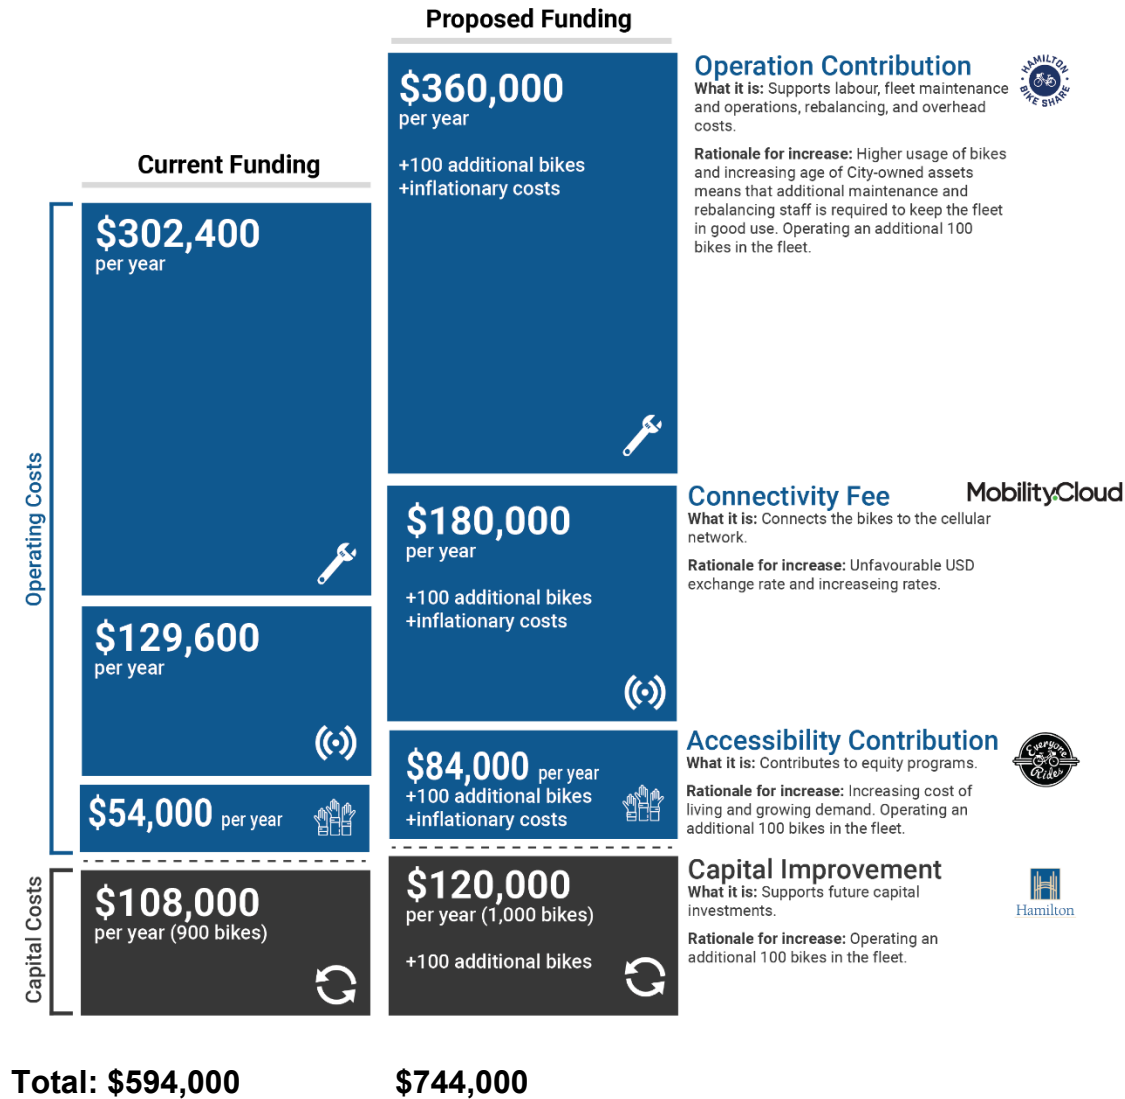 Proposed Funding
Current Funding
Operating Costs
$302,400
per year
$129,600
per year
$54,000 per year
Capital Costs
$108,000
per year (900 bikes)
$360,000
per year
+100 additional bikes
+inflationary costs
$180,000
per year
+100 additional bikes
+inflationary costs
$84,000 per year
+100 additional bikes
+inflationary costs
$120,000
per year (1,000 bikes)
+100 additional bikes
Operation Contribution
What it is: Supports labour, fleet maintenance
and operations, rebalancing, and overhead
costs.
Rationale for increase: Higher usage of bikes
and increasing age of City-owned assets
means that additional maintenance and
rebalancing staff is required to keep the fleet
in good use. Operating an additional 100
bikes in the fleet.
HAMILTON
BIKE SHARE
Connectivity Fee
MobilityCloud
What it is: Connects the bikes to the cellular
network.
Rationale for increase: Unfavourable USD
exchange rate and increaseing rates.
Accessibility Contribution
What it is: Contributes to equity programs.
Rationale for increase: Increasing cost of
living and growing demand. Operating an
additional 100 bikes in the fleet.
Everyone
Rides
Capital Improvement
What it is: Supports future capital
investments.
Rationale for increase: Operating an
additional 100 bikes in the fleet.
Hamilton
Total: $594,000
$744,000